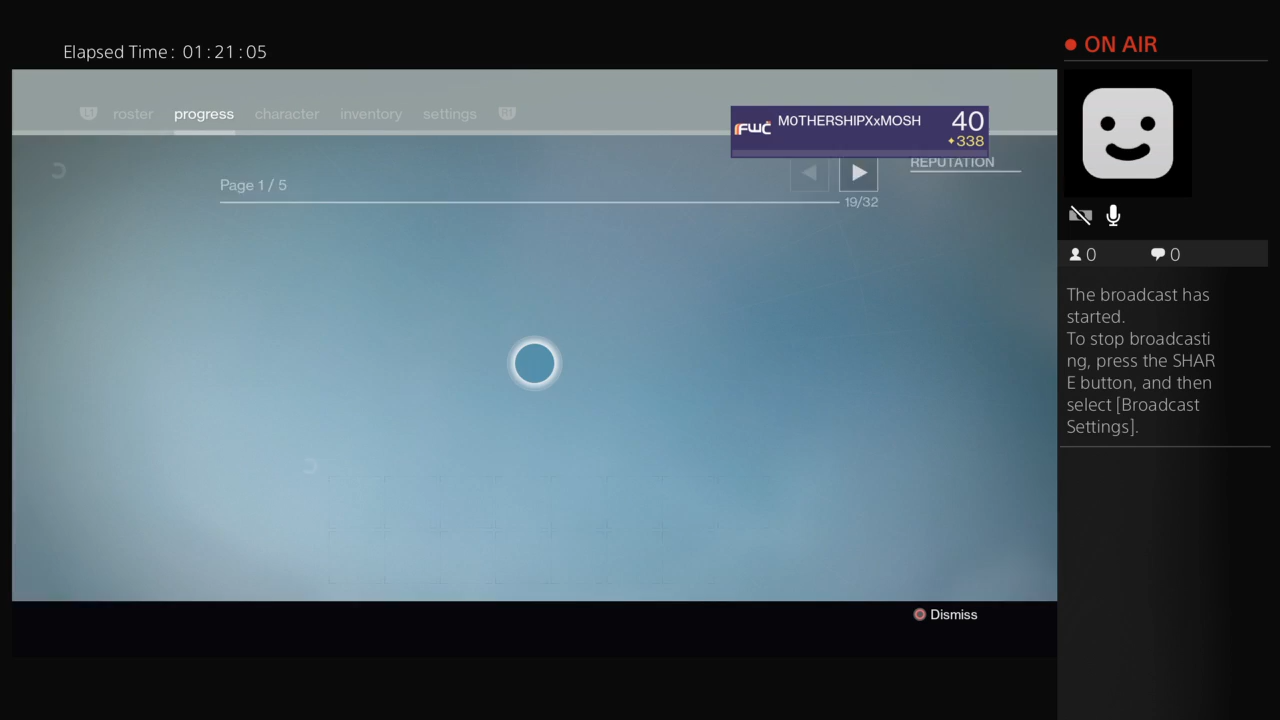 Elapsed Time: 01:21:05
ON AIR
L1 roster progress character inventory settings R1
FWC M0THERSHIPXxMOSH 40
338
REPUTATION
Page 1 / 5
19/32
0 0
The broadcast has
started.
To stop broadcasti
ng, press the SHAR
E button, and then
select [Broadcast
Settings].
Dismiss